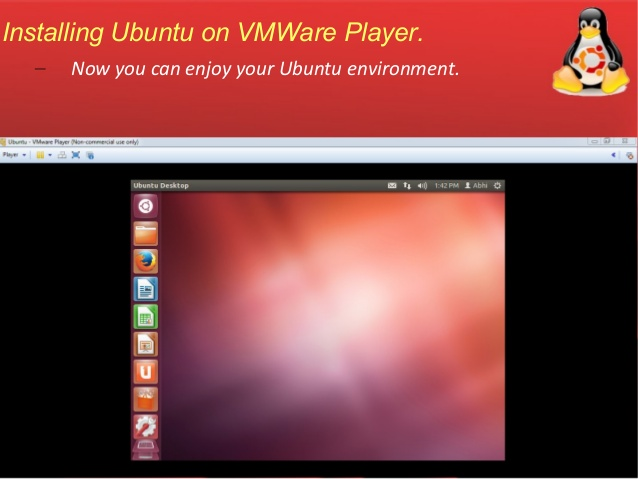 Installing Ubuntu on VMWare Player.
– Now you can enjoy your Ubuntu environment.
Ubuntu - VMware Player (Non-commercial use only)
Player
Ubuntu Desktop 1:42 PM Abhi